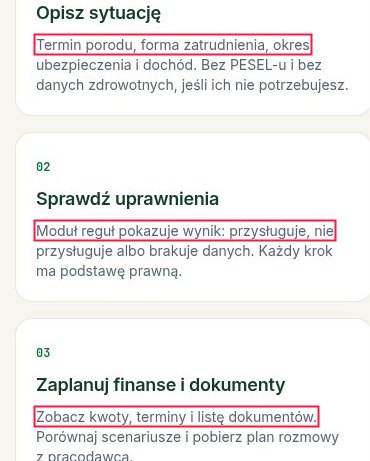 Opisz sytuację
Termin porodu, forma zatrudnienia, okres
ubezpieczenia i dochód. Bez PESEL-u i bez
danych zdrowotnych, jeśli ich nie potrzebujesz.
02
Sprawdź uprawnienia
Moduł reguł pokazuje wynik: przysługuje, nie
przysługuje albo brakuje danych. Każdy krok
ma podstawę prawną.
03
Zaplanuj finanse i dokumenty
Zobacz kwoty, terminy i listę dokumentów.
Porównaj scenariusze i pobierz plan rozmowy
z pracodawcą.